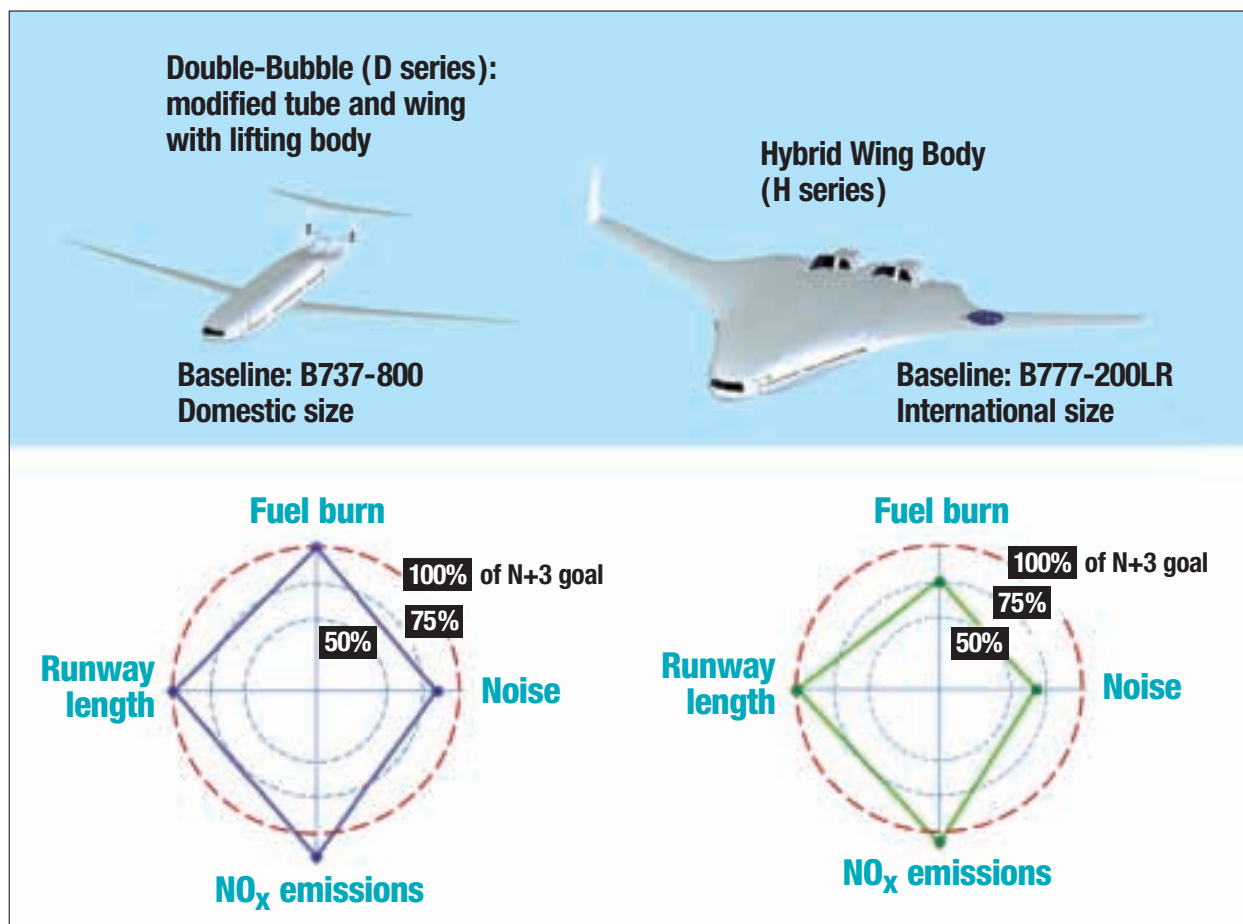 Double-Bubble (D series):
modified tube and wing
with lifting body
Hybrid Wing Body
(H series)
Baseline: B737-800
Domestic size
Baseline: B777-200LR
International size
Fuel burn
100% of N+3 goal
75%
50%
Runway
length
Noise
NOX emissions
Fuel burn
100% of N+3 goal
75%
50%
Runway
length
Noise
NOX emissions